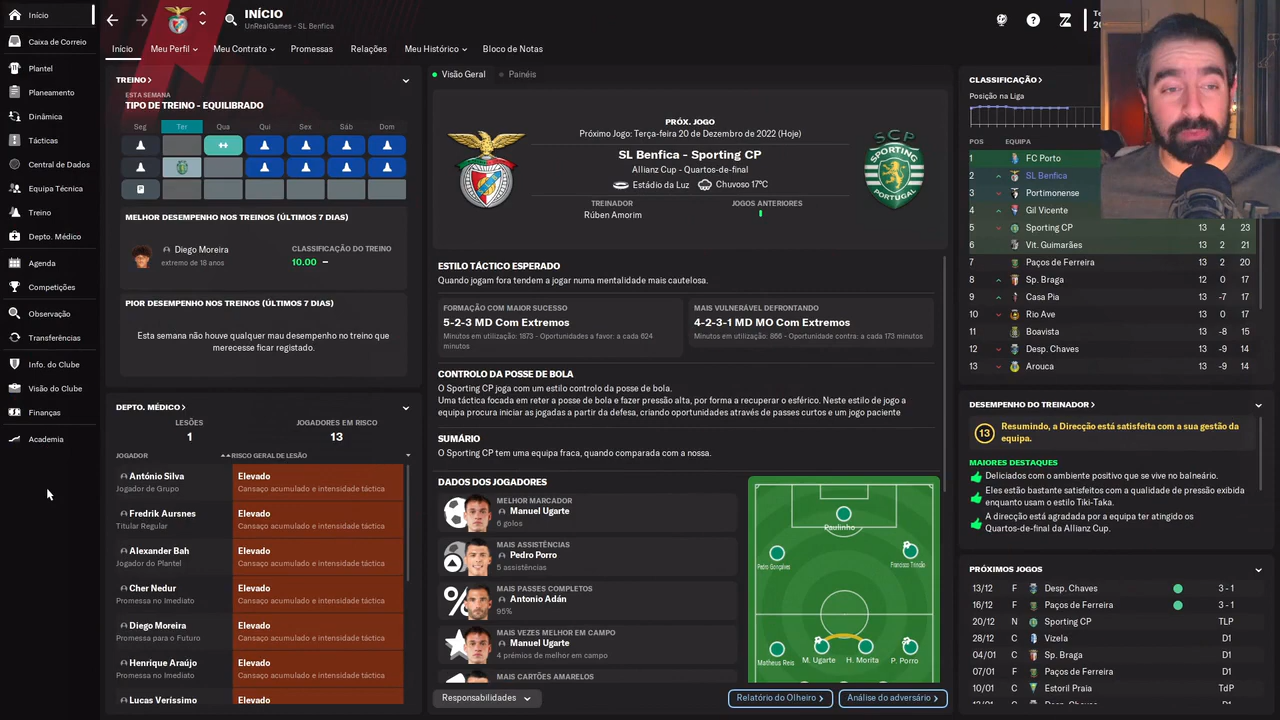 Início
Caixa de Correio
Plantel
Planeamento
Dinâmica
Tácticas
Central de Dados
Equipa Técnica
Treino
Depto. Médico
Agenda
Competições
Observação
Transferências
Info. do Clube
Visão do Clube
Finanças
Academia
INÍCIO
UnRealGames - SL Benfica
Início
Meu Perfil
Meu Contrato
Promessas
Relações
Meu Histórico
Bloco de Notas
TREINO
ESTA SEMANA
TIPO DE TREINO - EQUILIBRADO
Seg Ter Qua Qui Sex Sáb Dom
P
MELHOR DESEMPENHO NOS TREINOS (ÚLTIMOS 7 DIAS)
Diego Moreira
extremo de 18 anos
CLASSIFICAÇÃO DO TREINO
10.00 –
PIOR DESEMPENHO NOS TREINOS (ÚLTIMOS 7 DIAS)
Esta semana não houve qualquer mau desempenho no treino que
merecesse ficar registado.
DEPTO. MÉDICO
LESÕES
1
JOGADORES EM RISCO
13
JOGADOR
RISCO GERAL DE LESÃO
António Silva
Jogador de Grupo
Elevado
Cansaço acumulado e intensidade táctica
Fredrik Aursnes
Titular Regular
Elevado
Cansaço acumulado e intensidade táctica
Alexander Bah
Jogador do Plantel
Elevado
Cansaço acumulado e intensidade táctica
Cher Nedur
Promessa no Imediato
Elevado
Cansaço acumulado e intensidade táctica
Diego Moreira
Promessa para o Futuro
Elevado
Cansaço acumulado e intensidade táctica
Henrique Araújo
Promessa no Imediato
Elevado
Cansaço acumulado e intensidade táctica
Lucas Veríssimo
Elevado
Visão Geral
Painéis
PRÓX. JOGO
Próximo Jogo: Terça-feira 20 de Dezembro de 2022 (Hoje)
SL Benfica - Sporting CP
Allianz Cup - Quartos-de-final
Estádio da Luz
Chuvoso 17ºC
TREINADOR
Rúben Amorim
JOGOS ANTERIORES
SCP
SPORTING
PORTUGAL
ESTILO TÁCTICO ESPERADO
Quando jogam fora tendem a jogar numa mentalidade mais cautelosa.
FORMAÇÃO COM MAIOR SUCESSO
5-2-3 MD Com Extremos
Minutos em utilização: 1873 - Oportunidades a favor: a cada 624
minutos
MAIS VULNERÁVEL DEFRONTANDO
4-2-3-1 MD MO Com Extremos
Minutos em utilização: 866 - Oportunidade contra: a cada 173 minutos
CONTROLO DA POSSE DE BOLA
O Sporting CP joga com um estilo controlo da posse de bola.
Uma táctica focada em reter a posse de bola e fazer pressão alta, por forma a recuperar o esférico. Neste estilo de jogo a
equipa procura iniciar as jogadas a partir da defesa, criando oportunidades através de passes curtos e um jogo paciente
SUMÁRIO
O Sporting CP tem uma equipa fraca, quando comparada com a nossa.
DADOS DOS JOGADORES
MELHOR MARCADOR
Manuel Ugarte
6 golos
MAIS ASSISTÊNCIAS
Pedro Porro
5 assistências
MAIS PASSES COMPLETOS
Antonio Adán
95%
MAIS VEZES MELHOR EM CAMPO
Manuel Ugarte
4 prémios de melhor em campo
MAIS CARTÕES AMARELOS
Paulinho
Pedro Gonçalves
Francisco Trincão
Matheus Reis
M. Ugarte
H. Morita
P. Porro
Responsabilidades
Relatório do Olheiro
Análise do adversário
CLASSIFICAÇÃO
Posição na Liga
POS EQUIPA
1 FC Porto
2 SL Benfica
3 Portimonense
4 Gil Vicente
5 Sporting CP 13 4 23
6 Vit. Guimarães 13 2 21
7 Paços de Ferreira 13 2 20
8 Sp. Braga 12 0 17
9 Casa Pia 13 -7 17
10 Rio Ave 13 0 17
11 Boavista 13 -8 15
12 Desp. Chaves 13 -9 14
13 Arouca 13 -9 14
DESEMPENHO DO TREINADOR
13
Resumindo, a Direcção está satisfeita com a sua gestão da
equipa.
MAIORES DESTAQUES
Deliciados com o ambiente positivo que se vive no balneário.
Eles estão bastante satisfeitos com a qualidade de pressão exibida
enquanto usam o estilo Tiki-Taka.
A direcção está agradada por a equipa ter atingido os
Quartos-de-final da Allianz Cup.
PRÓXIMOS JOGOS
13/12 F Desp. Chaves 3 - 1
16/12 F Paços de Ferreira 3 - 1
20/12 N Sporting CP TLP
28/12 C Vizela D1
04/01 C Sp. Braga D1
07/01 F Paços de Ferreira D1
10/01 C Estoril Praia TdP